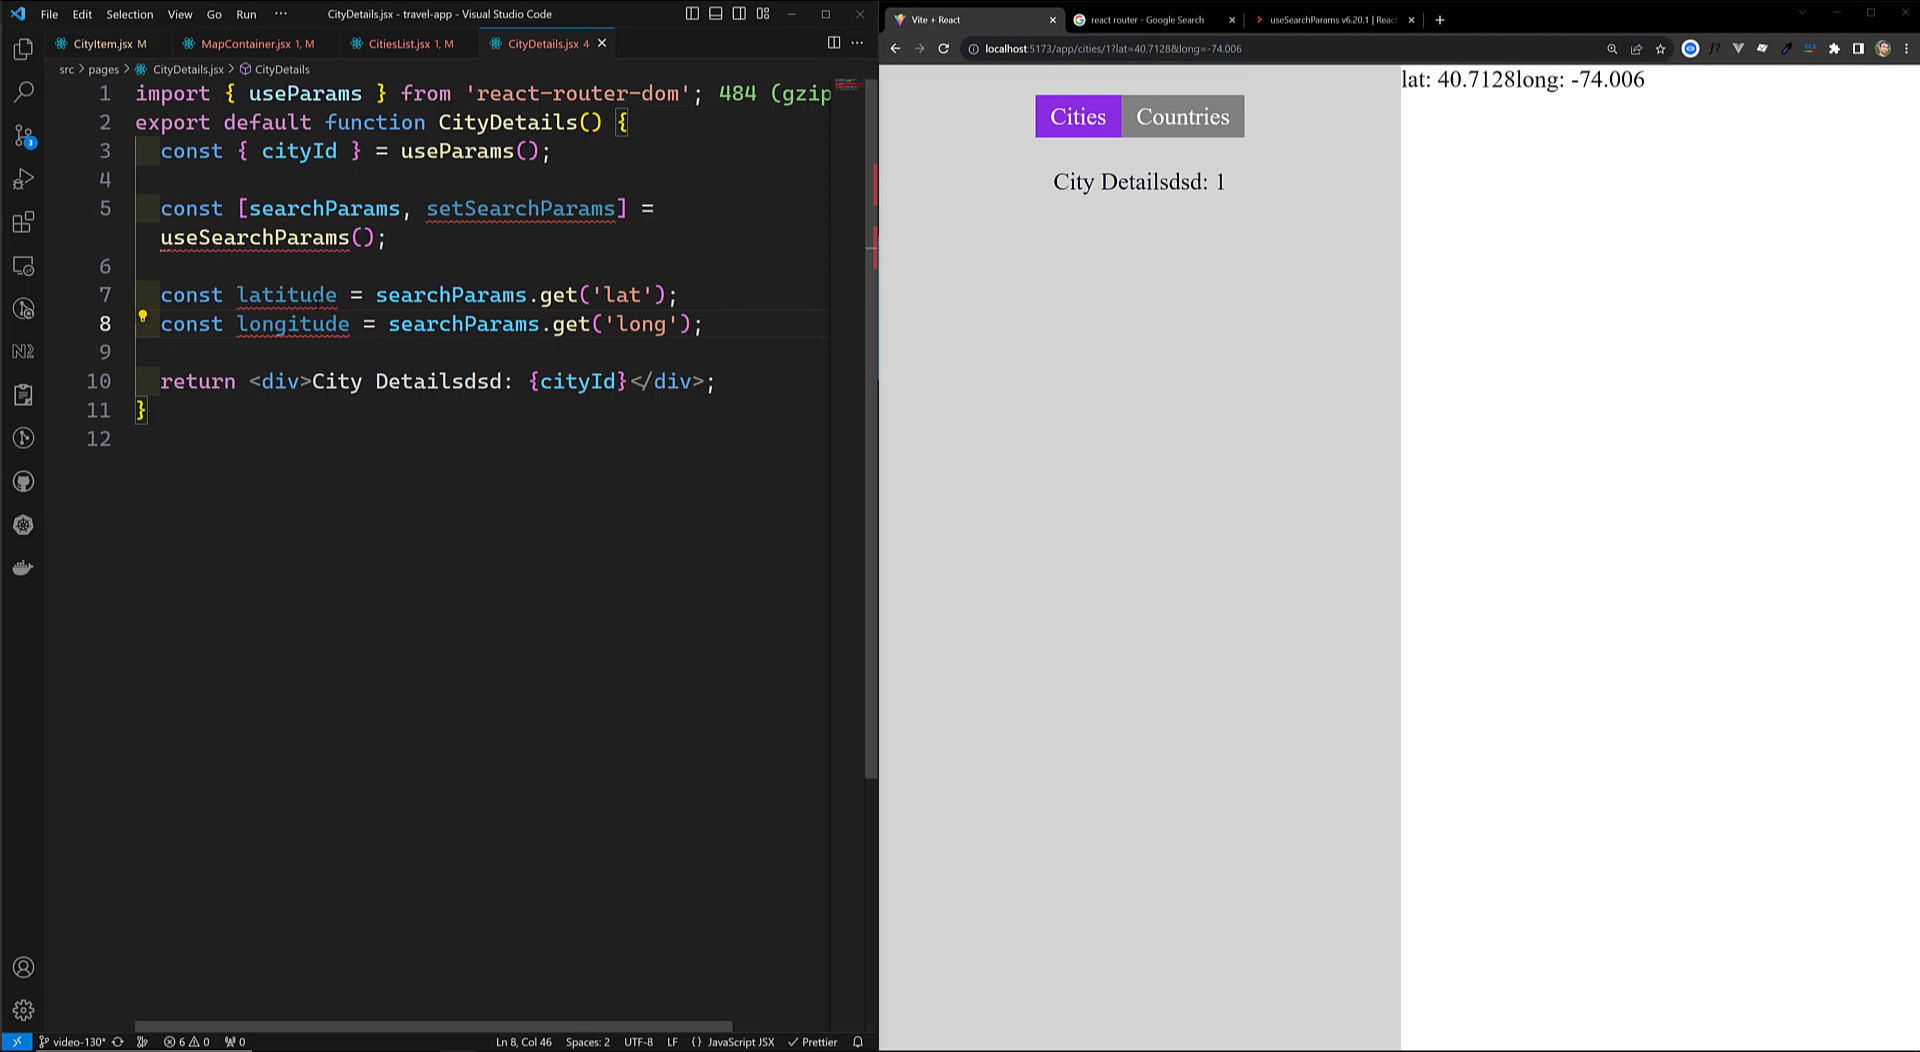 File Edit Selection View Go Run ··· CityDetails.jsx - travel-app - Visual Studio Code
CityItem.jsx M MapContainer.jsx 1, M CitiesList.jsx 1, M CityDetails.jsx 4
src > pages > CityDetails.jsx > CityDetails
1 import { useParams } from 'react-router-dom'; 484 (gzip
2 export default function CityDetails() {
3 const { cityId } = useParams();
4
5 const [searchParams, setSearchParams] =
useSearchParams();
6
7 const latitude = searchParams.get('lat');
8 const longitude = searchParams.get('long');
9
10 return <div>City Detailsdsd: {cityId}</div>;
11 }
12
video-130* 6 0 0 Ln 8, Col 46 Spaces: 2 UTF-8 LF {} JavaScript JSX Prettier
Vite + React react router - Google Search useSearchParams v6.20.1 | Reac
localhost:5173/app/cities/1?lat=40.7128&long=-74.006
Cities Countries
City Detailsdsd: 1
lat: 40.7128long: -74.006